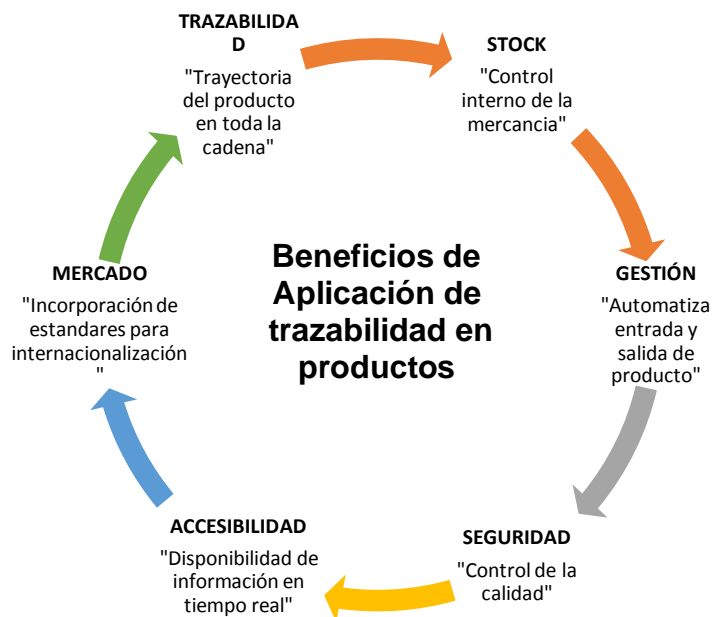 TRAZABILIDA
D
"Trayectoria
del producto
en toda la
cadena"
STOCK
"Control
interno de la
mercancia"
GESTIÓN
"Automatiza
entrada y
salida de
producto"
SEGURIDAD
"Control de la
calidad"
ACCESIBILIDAD
"Disponibilidad de
información en
tiempo real"
MERCADO
"Incorporación de
estandares para
internacionalización
"
Beneficios de
Aplicación de
trazabilidad en
productos